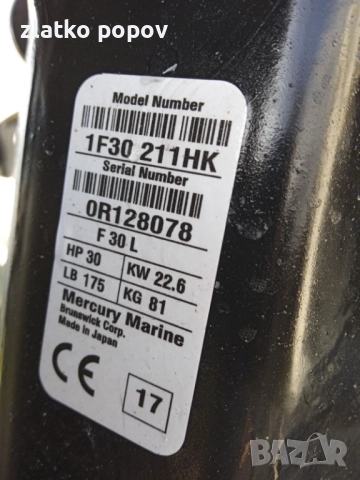 zlatko popov
Model Number
1F30 211HK
Serial Number
0R128078
F 30 L
HP 30 KW 22.6
LB 175 KG 81
Mercury Marine
Brunswick Corp.
Made in Japan
CE 17
BAZAR